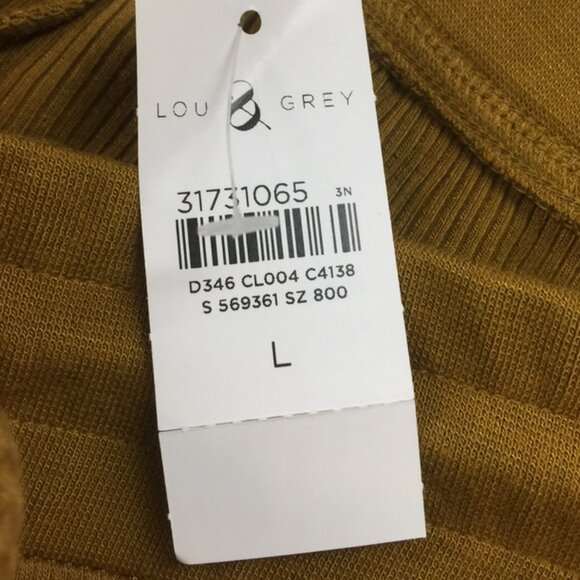 LOU & GREY
31731065 3N
D346 CL004 C4138
S 569361 SZ 800
L